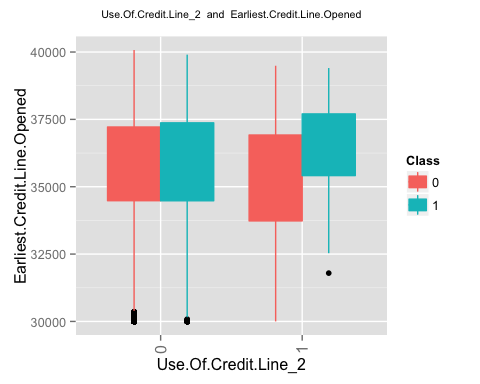 Use.Of.Credit.Line_2 and Earliest.Credit.Line.Opened
40000
37500
35000
32500
30000
Earliest.Credit.Line.Opened
0
1
Use.Of.Credit.Line_2
Class
0
1